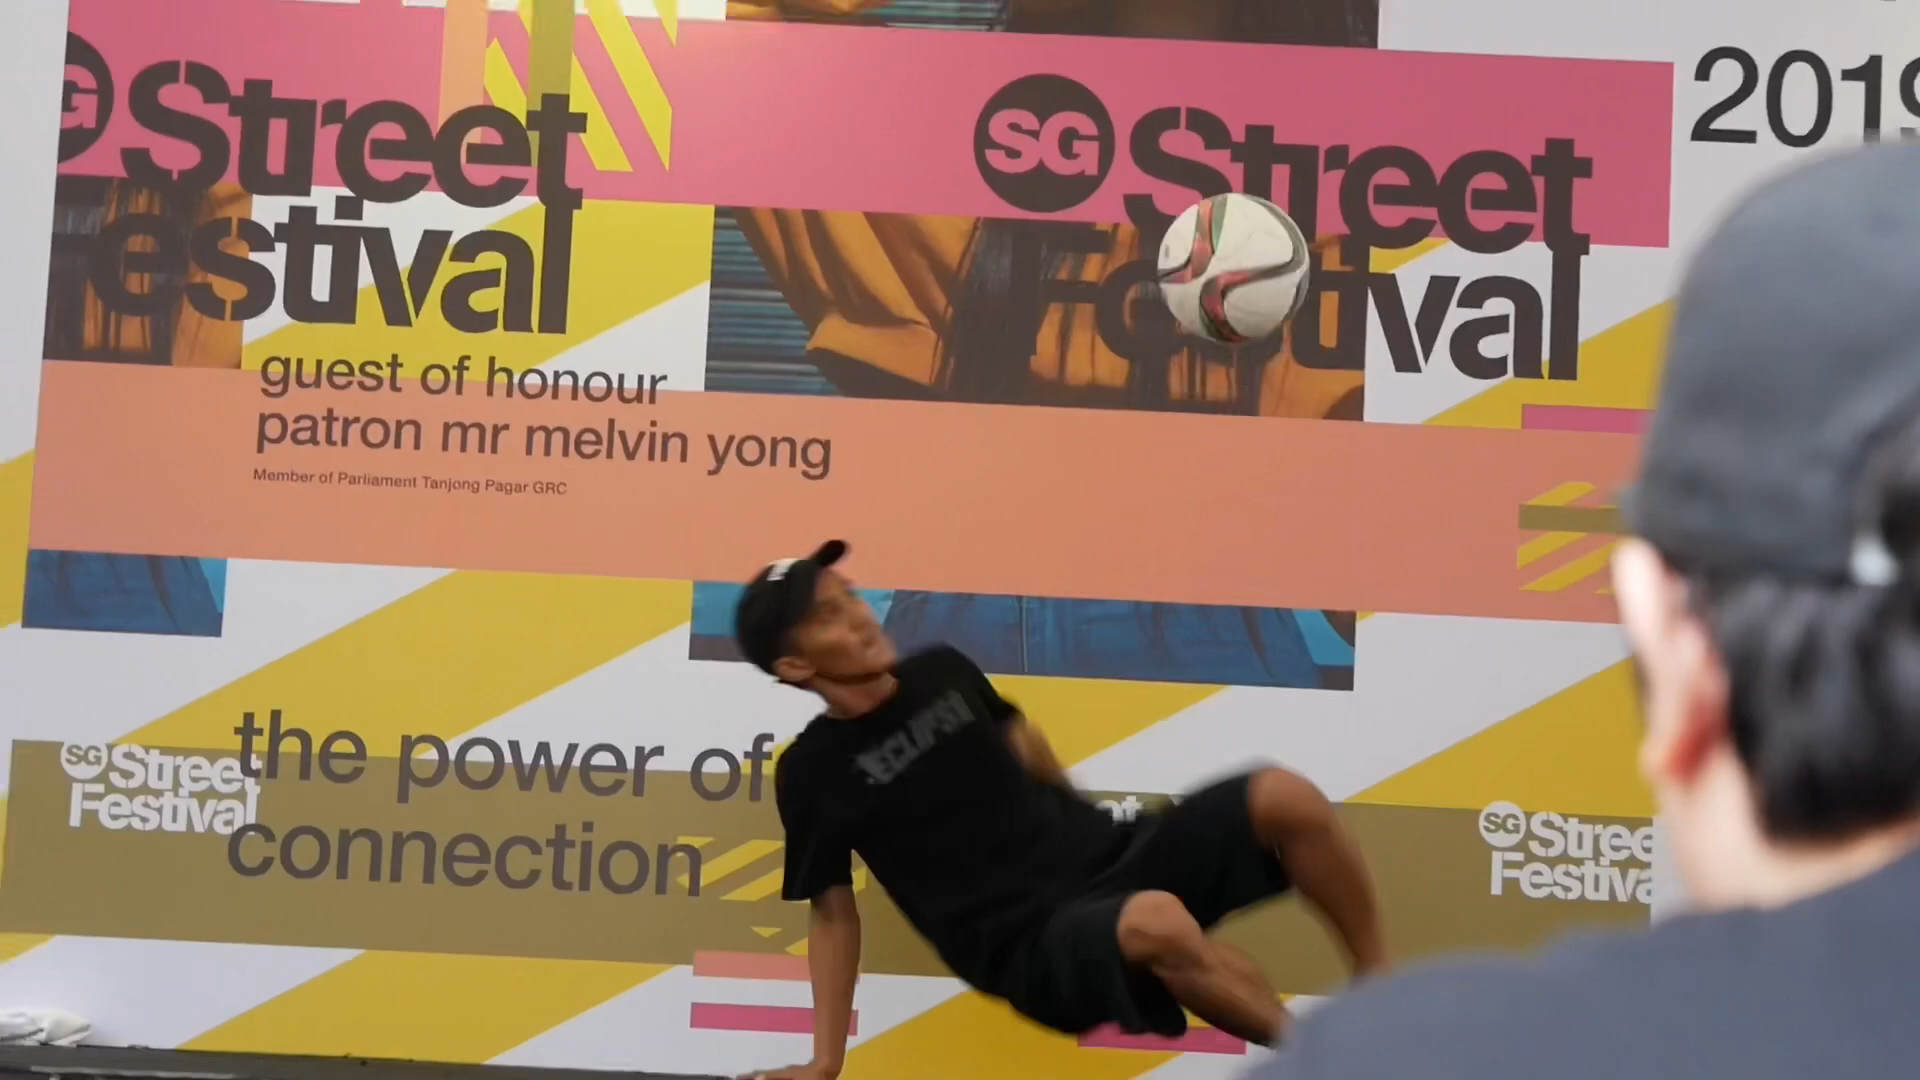 SG Street
estival
guest of honour
patron mr melvin yong
Member of Parliament Tanjong Pagar GRC
SG Street
Festival
2019
the power of
connection
SG Street
Festival
ECLIPSE
SG Stree
Festiva